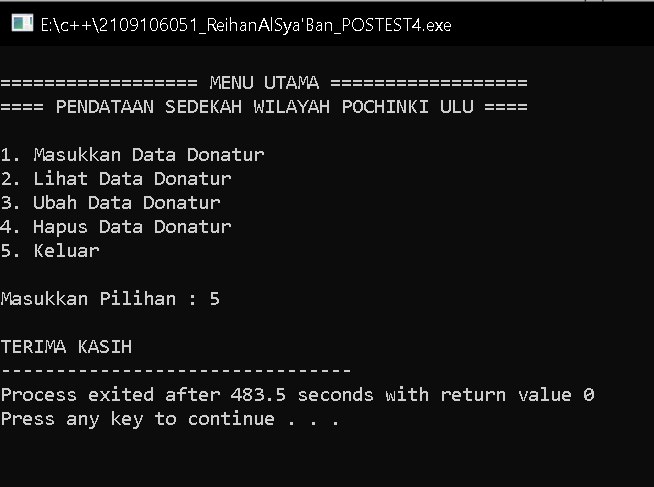 E:\c++\2109106051_ReihanAlSya'Ban_POSTEST4.exe
================== MENU UTAMA ==================
==== PENDATAAN SEDEKAH WILAYAH POCHINKI ULU ====
1. Masukkan Data Donatur
2. Lihat Data Donatur
3. Ubah Data Donatur
4. Hapus Data Donatur
5. Keluar
Masukkan Pilihan : 5
TERIMA KASIH
--------------------------------
Process exited after 483.5 seconds with return value 0
Press any key to continue . . .